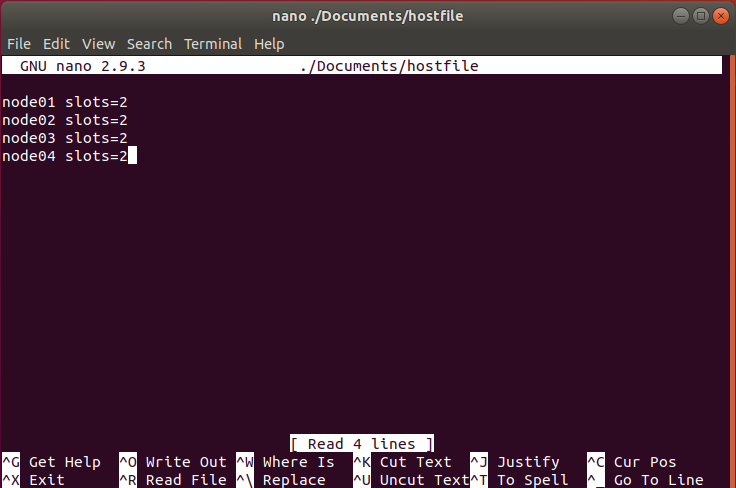 nano ./Documents/hostfile
File Edit View Search Terminal Help
GNU nano 2.9.3 ./Documents/hostfile
node01 slots=2
node02 slots=2
node03 slots=2
node04 slots=2
[ Read 4 lines ]
^G Get Help ^O Write Out ^W Where Is ^K Cut Text ^J Justify ^C Cur Pos
^X Exit ^R Read File ^\ Replace ^U Uncut Text ^T To Spell ^_ Go To Line